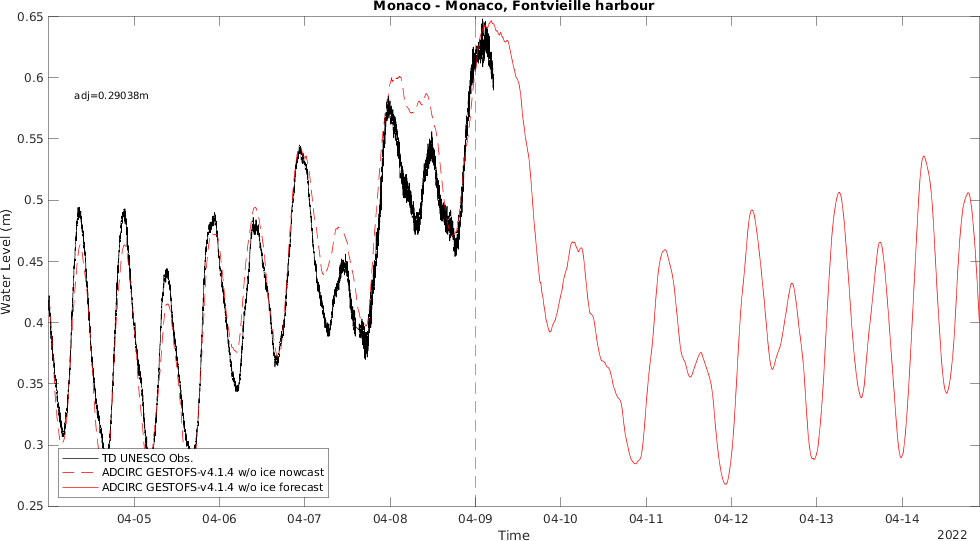 Monaco - Monaco, Fontvieille harbour
0.65
0.6
0.55
0.5
0.45
0.4
0.35
0.3
0.25
Water Level (m)
adj=0.29038m
TD UNESCO Obs.
ADCIRC GESTOFS-v4.1.4 w/o ice nowcast
ADCIRC GESTOFS-v4.1.4 w/o ice forecast
04-05 04-06 04-07 04-08 04-09 04-10 04-11 04-12 04-13 04-14
Time
2022